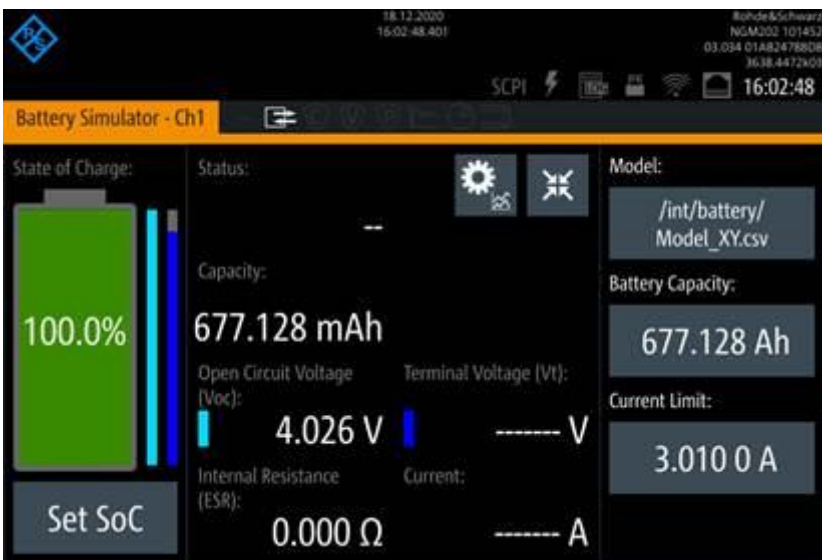 R&S
18.12.2020
16:02:48.401
Rohde&Schwarz
NGM202 101452
03.034 01A824788DB
3638.4472k03
SCPI
16:02:48
Battery Simulator - Ch1
State of Charge:
100.0%
Set SoC
Status:
--
Capacity:
677.128 mAh
Open Circuit Voltage
(Voc):
4.026 V
Terminal Voltage (Vt):
------- V
Internal Resistance
(ESR):
0.000 Ω
Current:
------- A
Model:
/int/battery/
Model_XY.csv
Battery Capacity:
677.128 Ah
Current Limit:
3.010 0 A